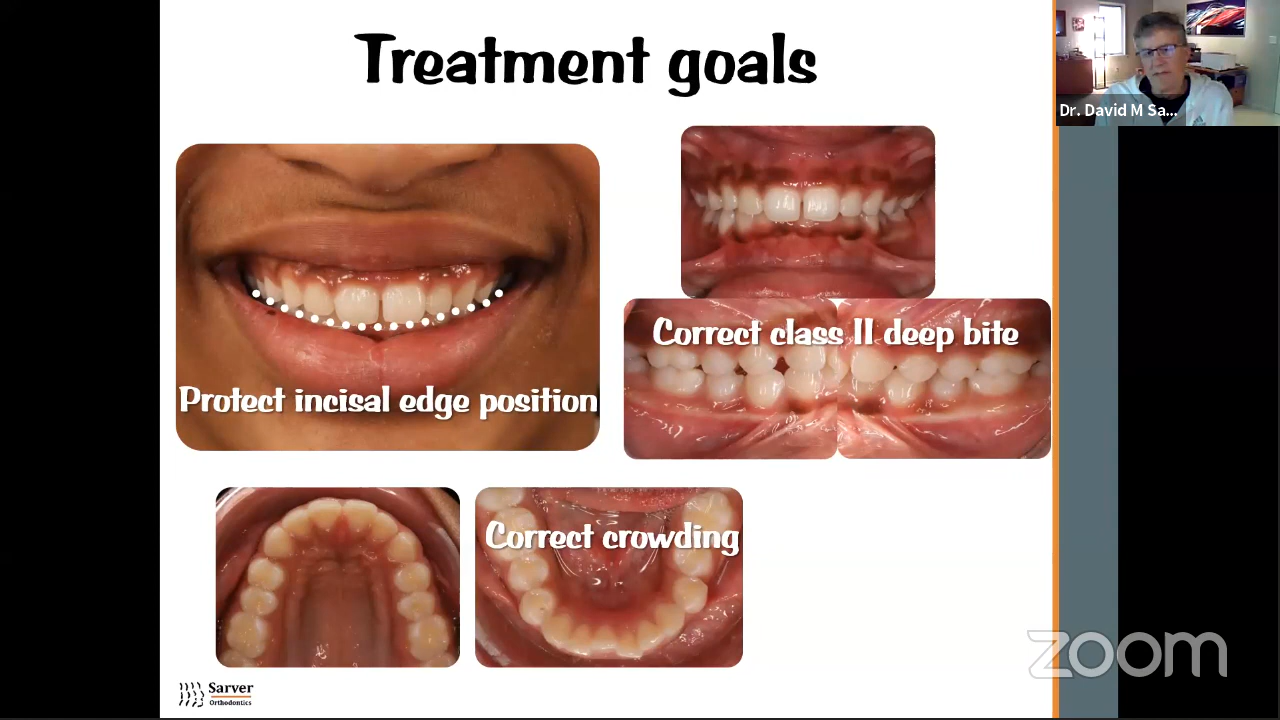 Treatment goals
Dr. David M Sa...
Protect incisal edge position
Correct class II deep bite
Correct crowding
zoom
Sarver
Orthodontics